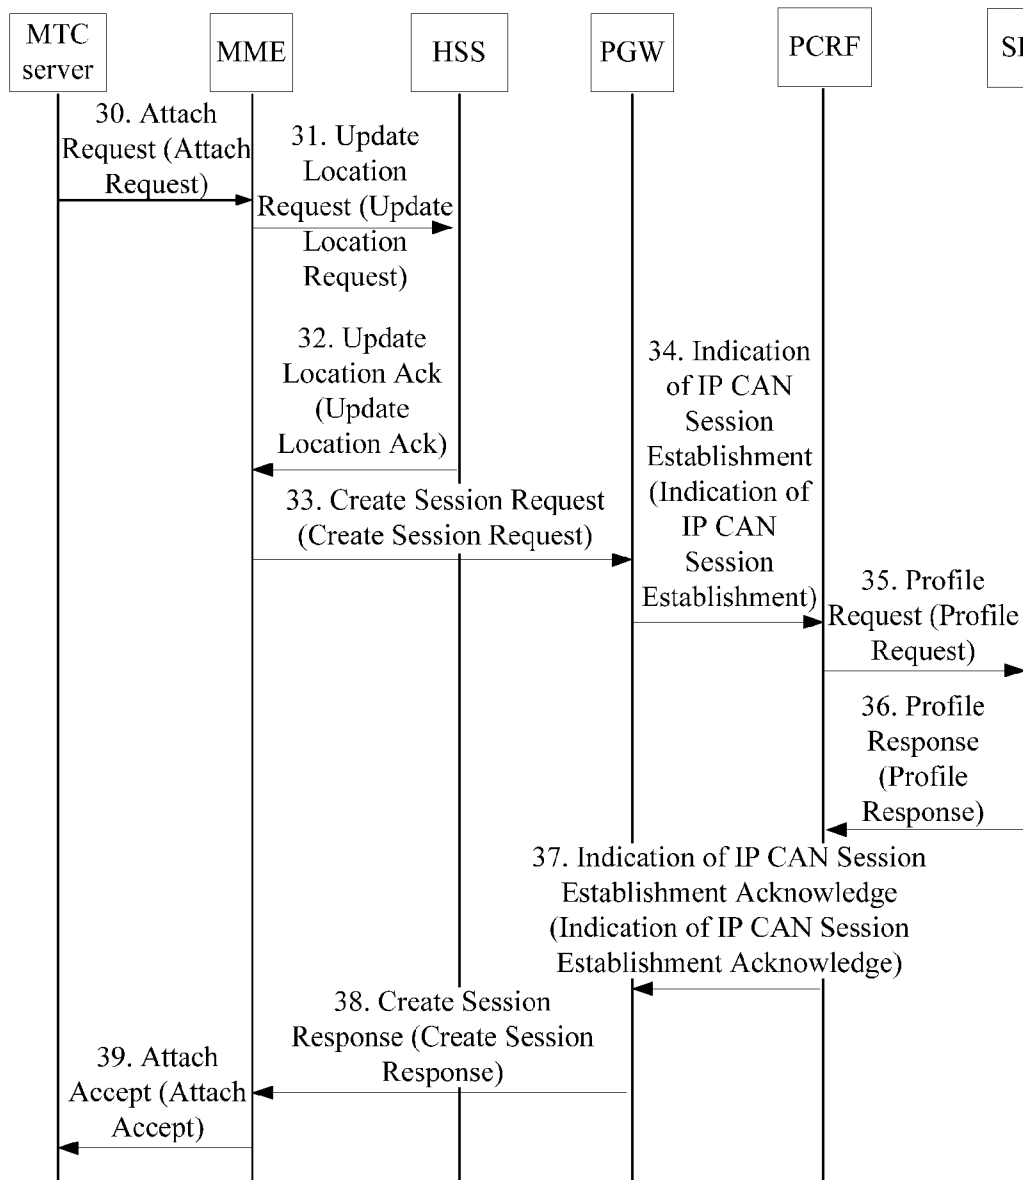 MTC
server
MME
HSS
PGW
PCRF
30. Attach
Request (Attach
Request)
31. Update
Location
Request (Update
Location
Request)
32. Update
Location Ack
(Update
Location Ack)
33. Create Session Request
(Create Session Request)
34. Indication
of IP CAN
Session
Establishment
(Indication of
IP CAN
Session
Establishment)
35. Profile
Request (Profile
Request)
36. Profile
Response
(Profile
Response)
37. Indication of IP CAN Session
Establishment Acknowledge
(Indication of IP CAN Session
Establishment Acknowledge)
38. Create Session
Response (Create Session
Response)
39. Attach
Accept (Attach
Accept)